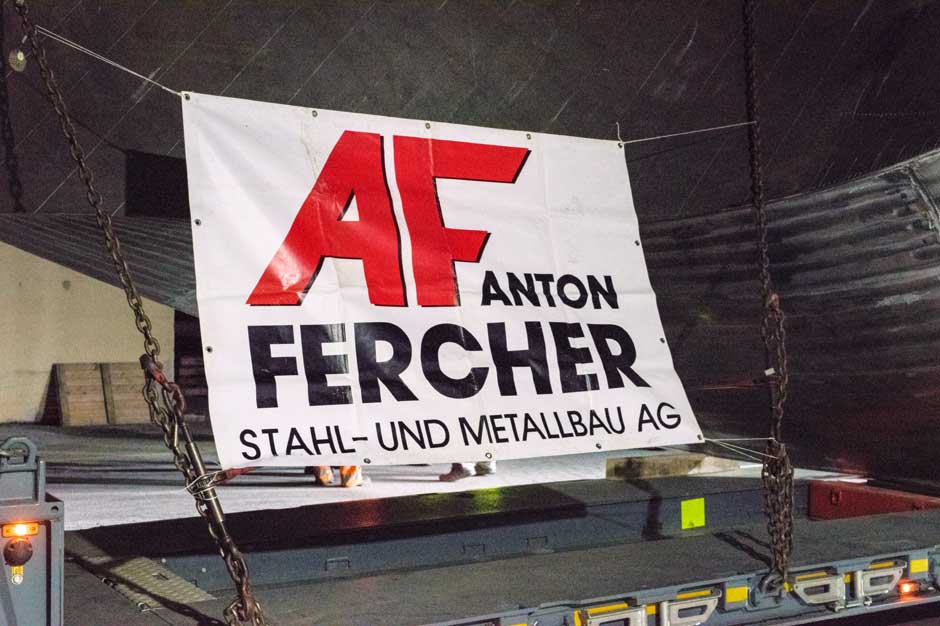 AF
ANTON
FERCHER
STAHL- UND METALLBAU AG